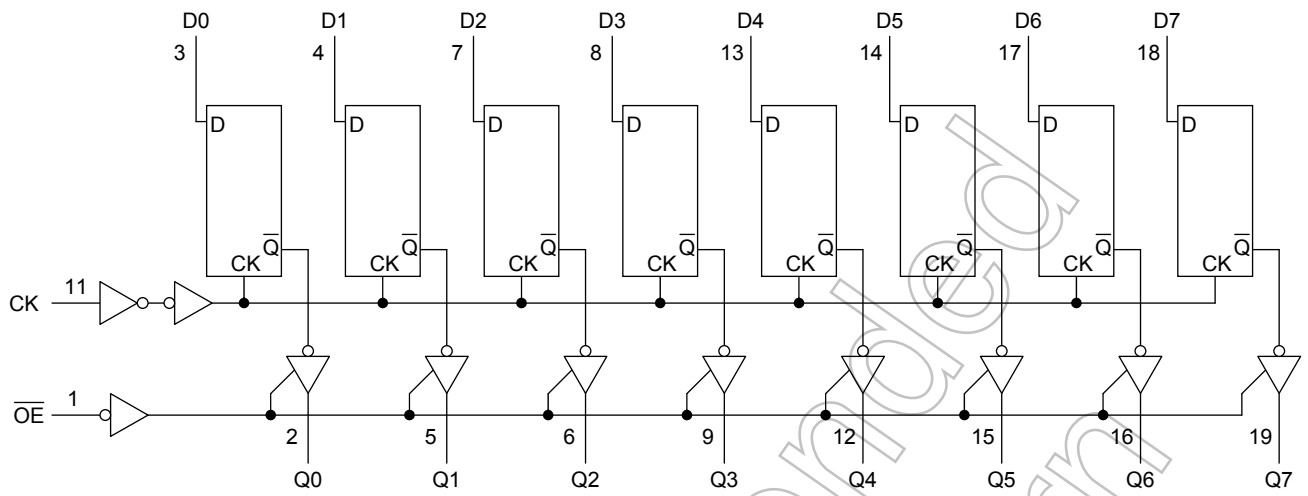 D0 D1 D2 D3 D4 D5 D6 D7
3 4 7 8 13 14 17 18
D D D D D D D D
Q̅ Q̅ Q̅ Q̅ Q̅ Q̅ Q̅ Q̅
CK CK CK CK CK CK CK CK
CK 11
O̅E̅ 1
2 5 6 9 12 15 16 19
Q0 Q1 Q2 Q3 Q4 Q5 Q6 Q7